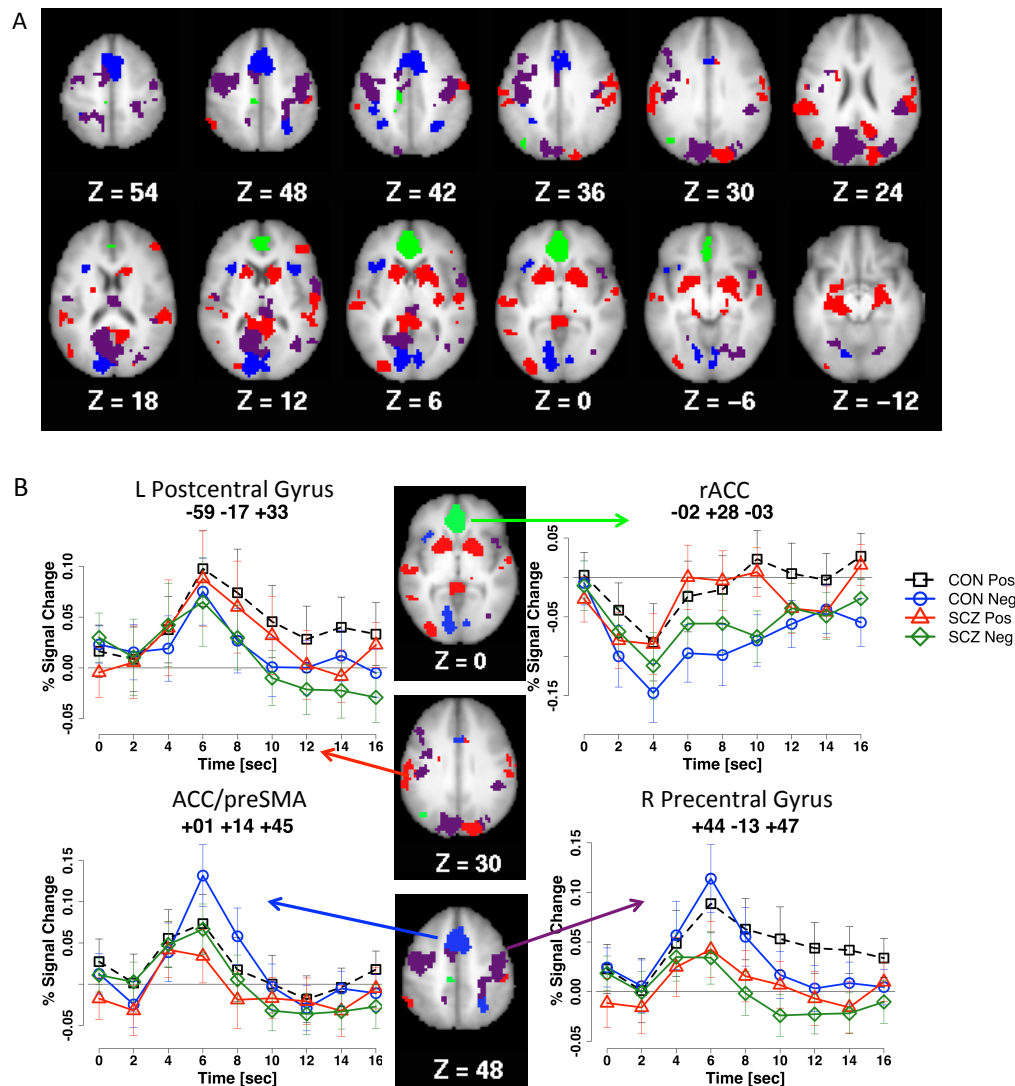 A
Z = 54
Z = 48
Z = 42
Z = 36
Z = 30
Z = 24
Z = 18
Z = 12
Z = 6
Z = 0
Z = −6
Z = −12
B
L Postcentral Gyrus
-59 -17 +33
% Signal Change
0.10
0.05
0.00
-0.05
0 2 4 6 8 10 12 14 16
Time [sec]
Z = 0
rACC
-02 +28 -03
% Signal Change
0.05
-0.05
-0.15
0 2 4 6 8 10 12 14 16
Time [sec]
CON Pos
CON Neg
SCZ Pos
SCZ Neg
Z = 30
ACC/preSMA
+01 +14 +45
% Signal Change
0.15
0.10
0.05
-0.05
0 2 4 6 8 10 12 14 16
Time [sec]
Z = 48
R Precentral Gyrus
+44 -13 +47
% Signal Change
0.15
0.10
0.05
0.00
-0.05
0 2 4 6 8 10 12 14 16
Time [sec]